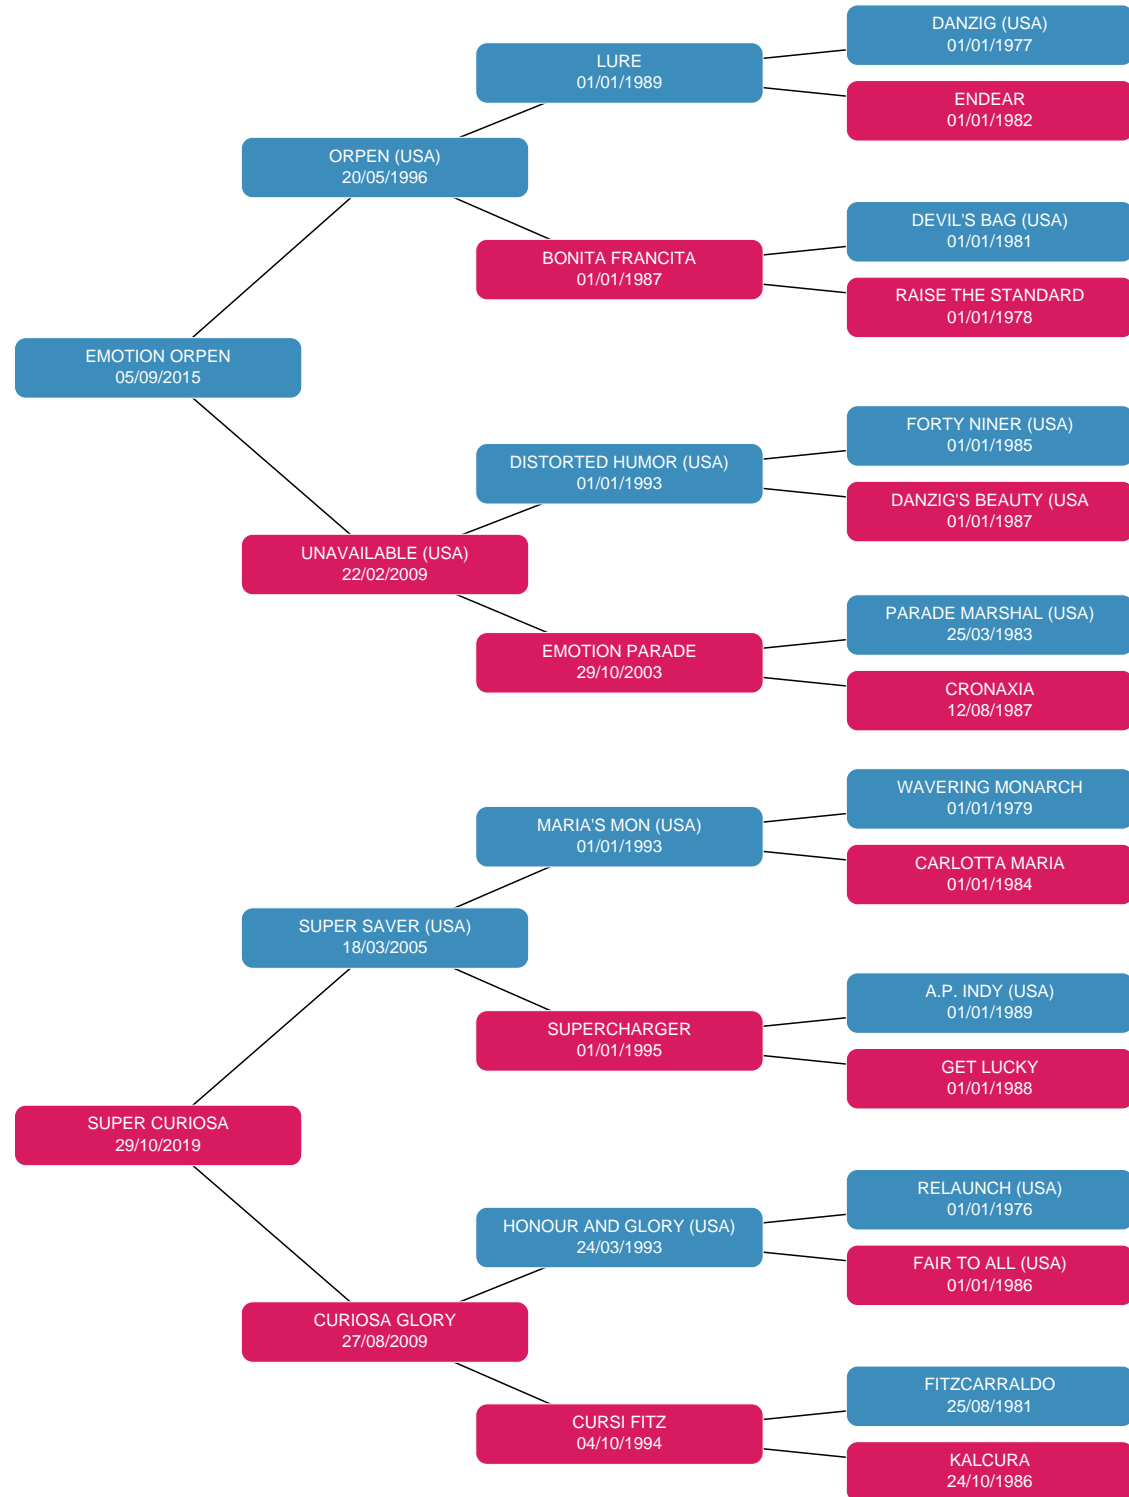 DANZIG (USA)
01/01/1977
LURE
01/01/1989
ENDEAR
01/01/1982
ORPEN (USA)
20/05/1996
DEVIL'S BAG (USA)
01/01/1981
BONITA FRANCITA
01/01/1987
RAISE THE STANDARD
01/01/1978
EMOTION ORPEN
05/09/2015
FORTY NINER (USA)
01/01/1985
DISTORTED HUMOR (USA)
01/01/1993
DANZIG'S BEAUTY (USA
01/01/1987
UNAVAILABLE (USA)
22/02/2009
PARADE MARSHAL (USA)
25/03/1983
EMOTION PARADE
29/10/2003
CRONAXIA
12/08/1987
WAVERING MONARCH
01/01/1979
MARIA'S MON (USA)
01/01/1993
CARLOTTA MARIA
01/01/1984
SUPER SAVER (USA)
18/03/2005
A.P. INDY (USA)
01/01/1989
SUPERCHARGER
01/01/1995
GET LUCKY
01/01/1988
SUPER CURIOSA
29/10/2019
RELAUNCH (USA)
01/01/1976
HONOUR AND GLORY (USA)
24/03/1993
FAIR TO ALL (USA)
01/01/1986
CURIOSA GLORY
27/08/2009
FITZCARRALDO
25/08/1981
CURSI FITZ
04/10/1994
KALCURA
24/10/1986